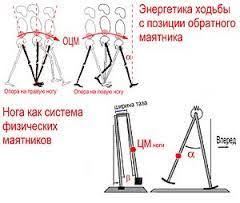 Энергетика ходьбы
с позиции обратного
маятника
ОЦМ
α
Опора на правую ногу
Опора на левую ногу
Нога как система
физических
маятников
ширина таза
ЦМ ноги
α
Вперед
β